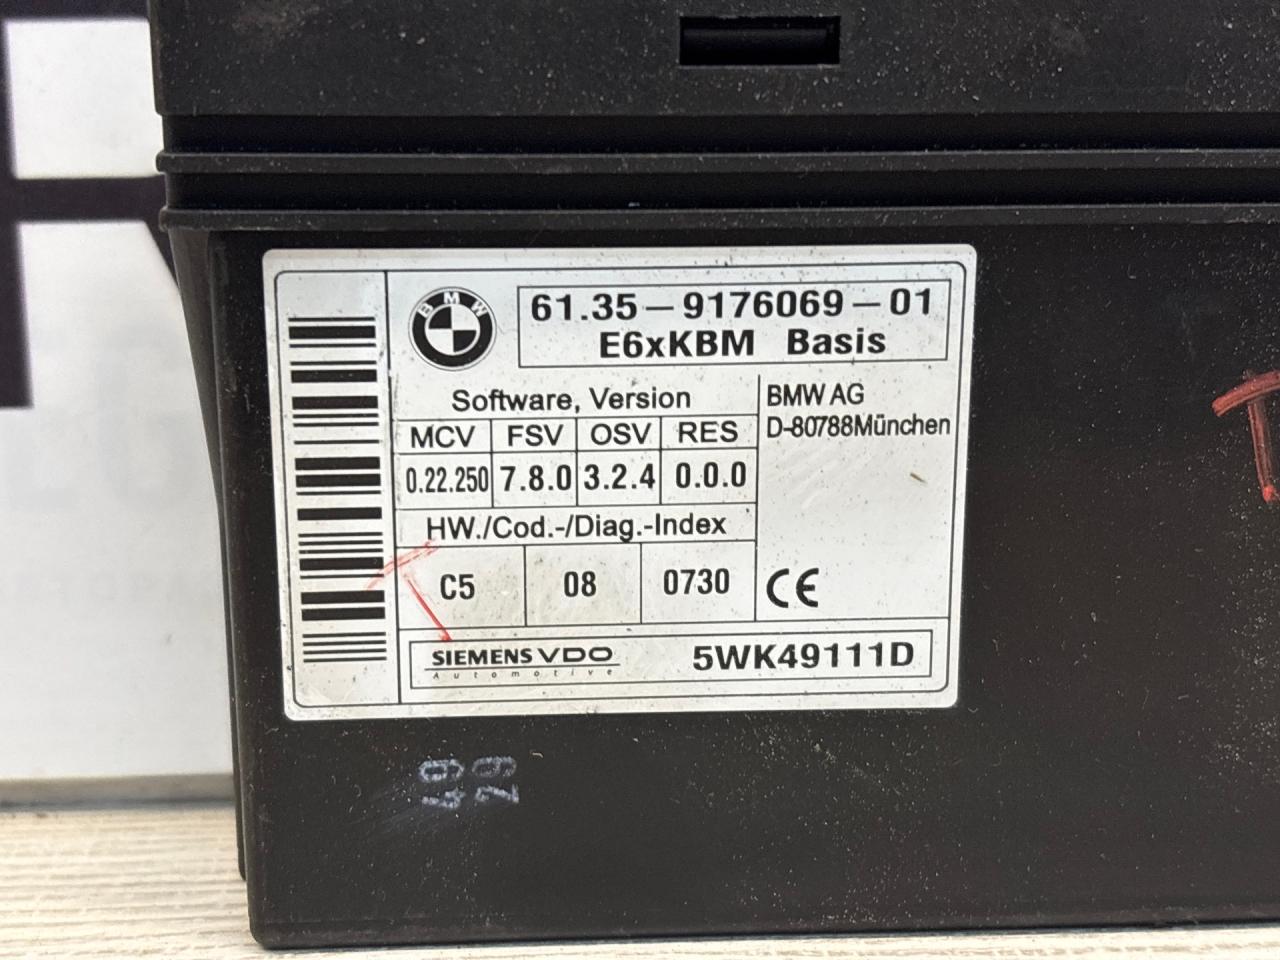 BMW
61.35-9176069-01
E6xKBM Basis
Software, Version
MCV FSV OSV RES
0.22.250 7.8.0 3.2.4 0.0.0
HW./Cod.-/Diag.-Index
C5 08 0730
BMW AG
D-80788München
CE
SIEMENS VDO
Automotive
5WK49111D
49
29